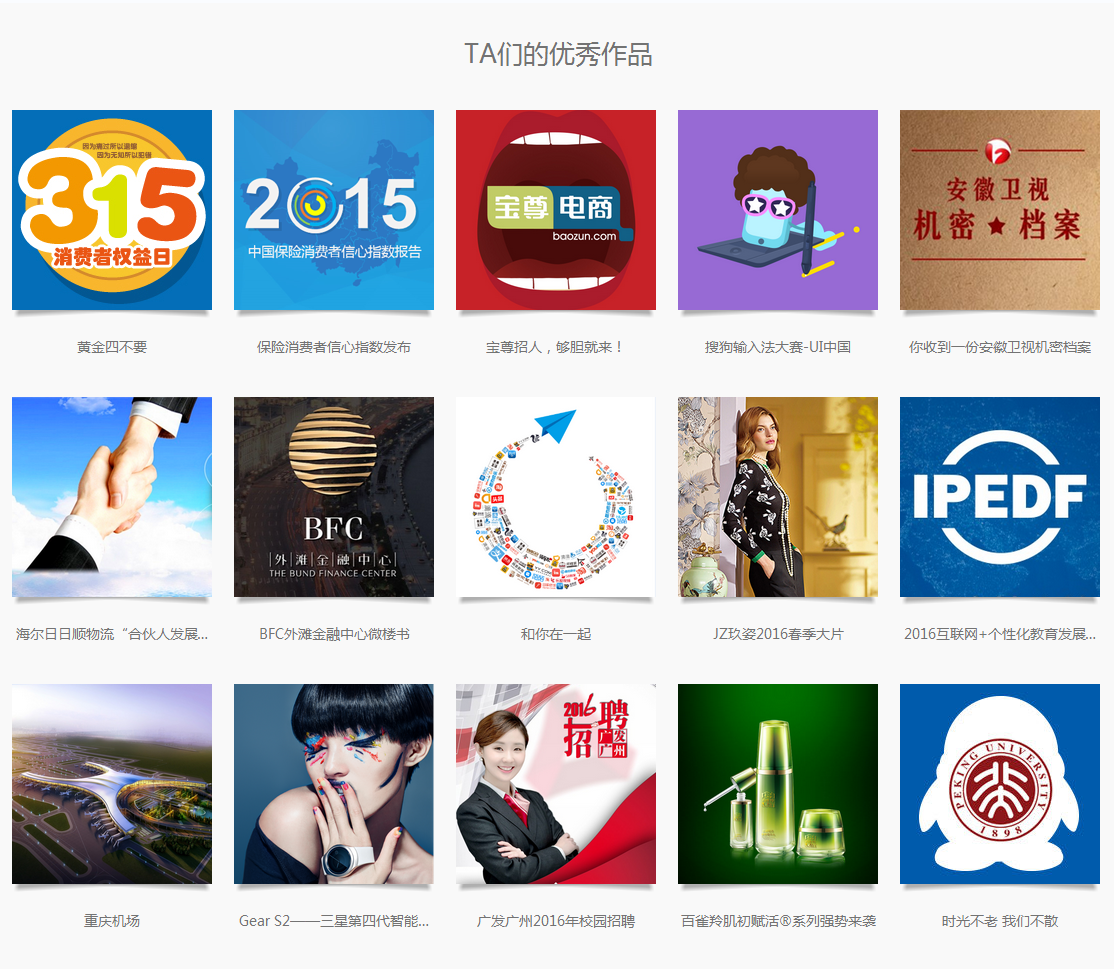 TA们的优秀作品
因为痛过所以谨慎
因为无知所以犯错
315
消费者权益日
2015
中国保险消费者信心指数报告
宝尊电商
baozun.com
安徽卫视
机密★档案
黄金四不要
保险消费者信心指数发布
宝尊招人，够胆就来！
搜狗输入法大赛-UI中国
你收到一份安徽卫视机密档案
BFC
外滩金融中心
THE BUND FINANCE CENTER
IPEDF
海尔日日顺物流“合伙人发展...
BFC外滩金融中心微楼书
和你在一起
JZ玖姿2016春季大片
2016互联网+个性化教育发展...
2016
招聘
广发
广州
PEKING UNIVERSITY
1898
重庆机场
Gear S2——三星第四代智能...
广发广州2016年校园招聘
百雀羚肌初赋活®系列强势来袭
时光不老 我们不散